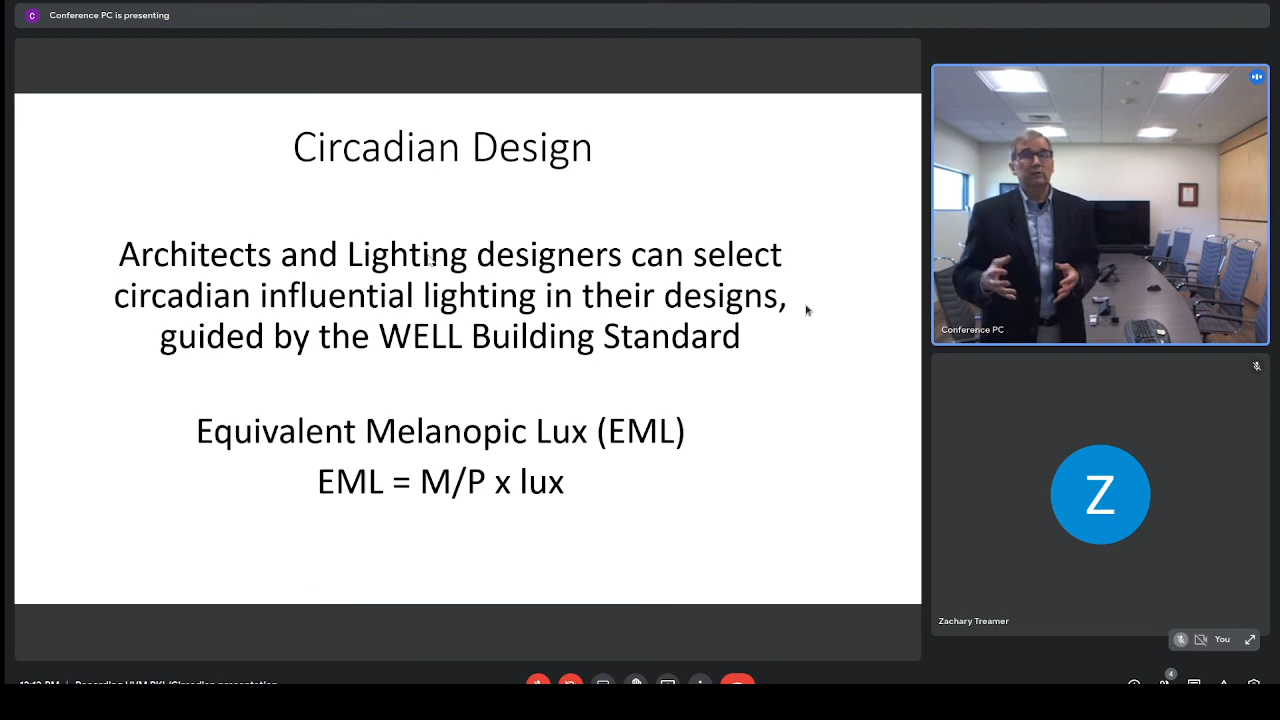 C
Conference PC is presenting
Circadian Design
Architects and Lighting designers can select
circadian influential lighting in their designs,
guided by the WELL Building Standard
Equivalent Melanopic Lux (EML)
EML = M/P x lux
Conference PC
Z
Zachary Treamer
You
4